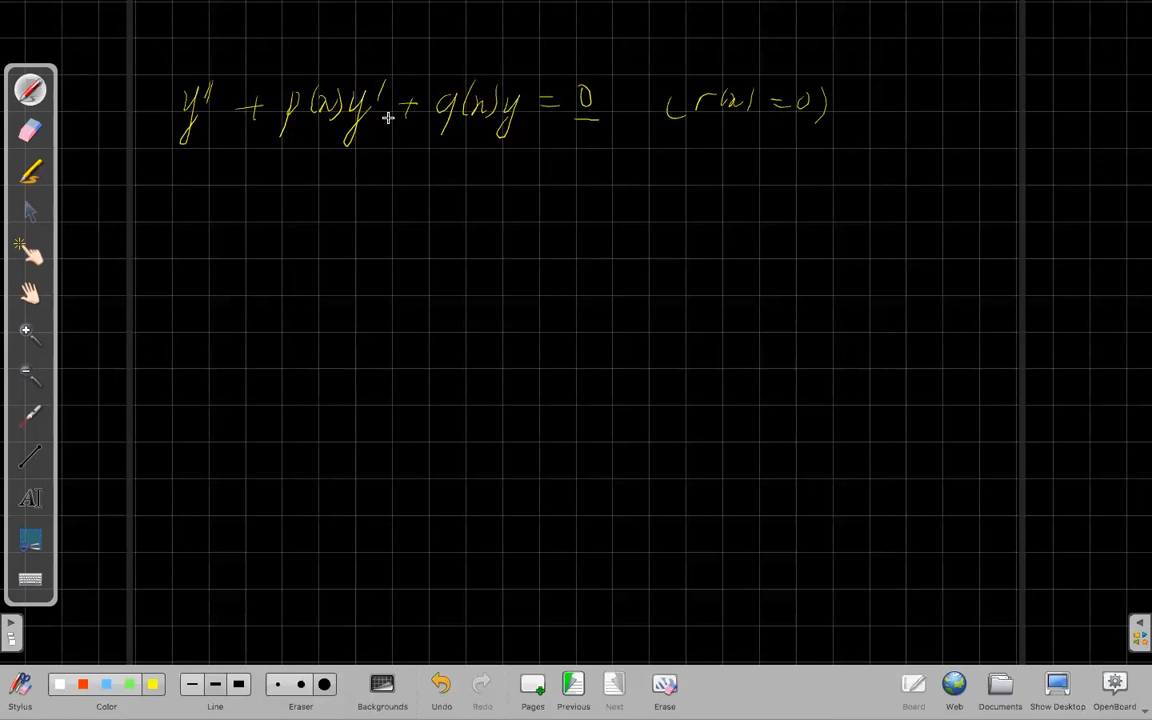 y'' + p(x)y' + q(x)y = 0 ( r(x) = 0 )
AI
Stylus
Color
Line
Eraser
Backgrounds
Undo
Redo
Pages
Previous
Next
Erase
Board
Web
Documents
Show Desktop
OpenBoard